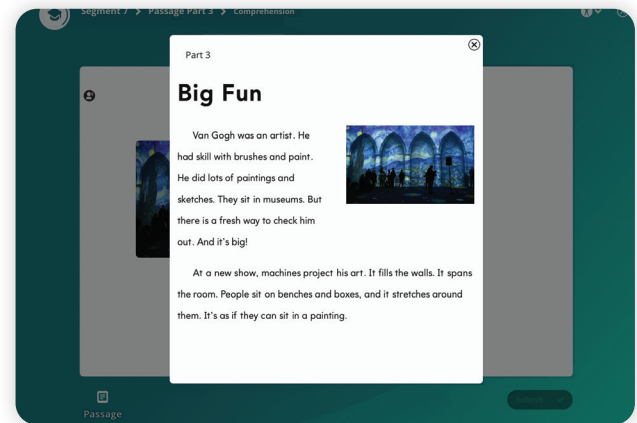 Segment 7 > Passage Part 3 > Comprehension
Part 3
Big Fun
Van Gogh was an artist. He
had skill with brushes and paint.
He did lots of paintings and
sketches. They sit in museums. But
there is a fresh way to check him
out. And it's big!
At a new show, machines project his art. It fills the walls. It spans
the room. People sit on benches and boxes, and it stretches around
them. It's as if they can sit in a painting.
Submit
Passage